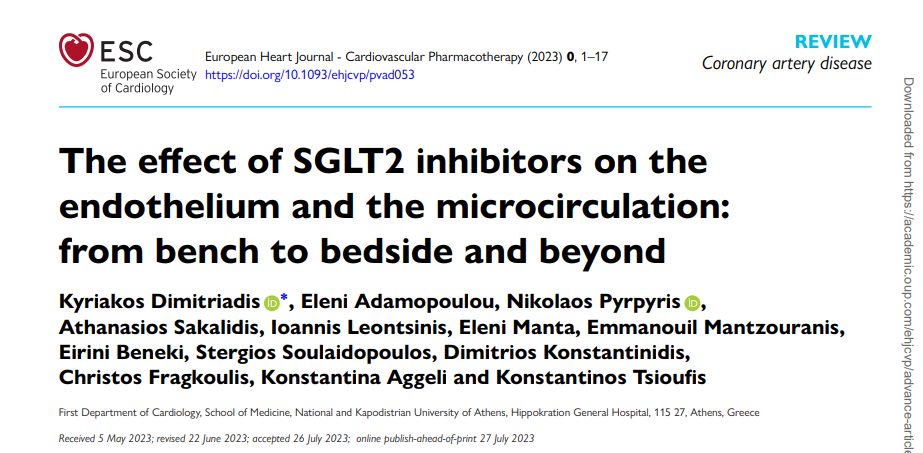 ESC
European Society
of Cardiology
European Heart Journal - Cardiovascular Pharmacotherapy (2023) 0, 1–17
https://doi.org/10.1093/ehjcvp/pvad053
REVIEW
Coronary artery disease
The effect of SGLT2 inhibitors on the
endothelium and the microcirculation:
from bench to bedside and beyond
Kyriakos Dimitriadis iD *, Eleni Adamopoulou, Nikolaos Pyrpyris iD,
Athanasios Sakalidis, Ioannis Leontsinis, Eleni Manta, Emmanouil Mantzouranis,
Eirini Beneki, Stergios Soulaidopoulos, Dimitrios Konstantinidis,
Christos Fragkoulis, Konstantina Aggeli and Konstantinos Tsioufis
First Department of Cardiology, School of Medicine, National and Kapodistrian University of Athens, Hippokration General Hospital, 115 27, Athens, Greece
Received 5 May 2023; revised 22 June 2023; accepted 26 July 2023; online publish-ahead-of-print 27 July 2023
Downloaded from https://academic.oup.com/ehjcvp/advance-article